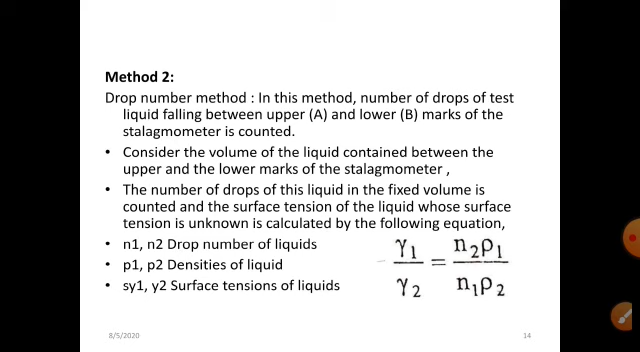 Method 2:
Drop number method : In this method, number of drops of test
liquid falling between upper (A) and lower (B) marks of the
stalagmometer is counted.
• Consider the volume of the liquid contained between the
upper and the lower marks of the stalagmometer ,
• The number of drops of this liquid in the fixed volume is
counted and the surface tension of the liquid whose surface
tension is unknown is calculated by the following equation,
• n1, n2 Drop number of liquids
• p1, p2 Densities of liquid
• sy1, y2 Surface tensions of liquids
γ1 / γ2 = n2ρ1 / n1ρ2
8/5/2020
14